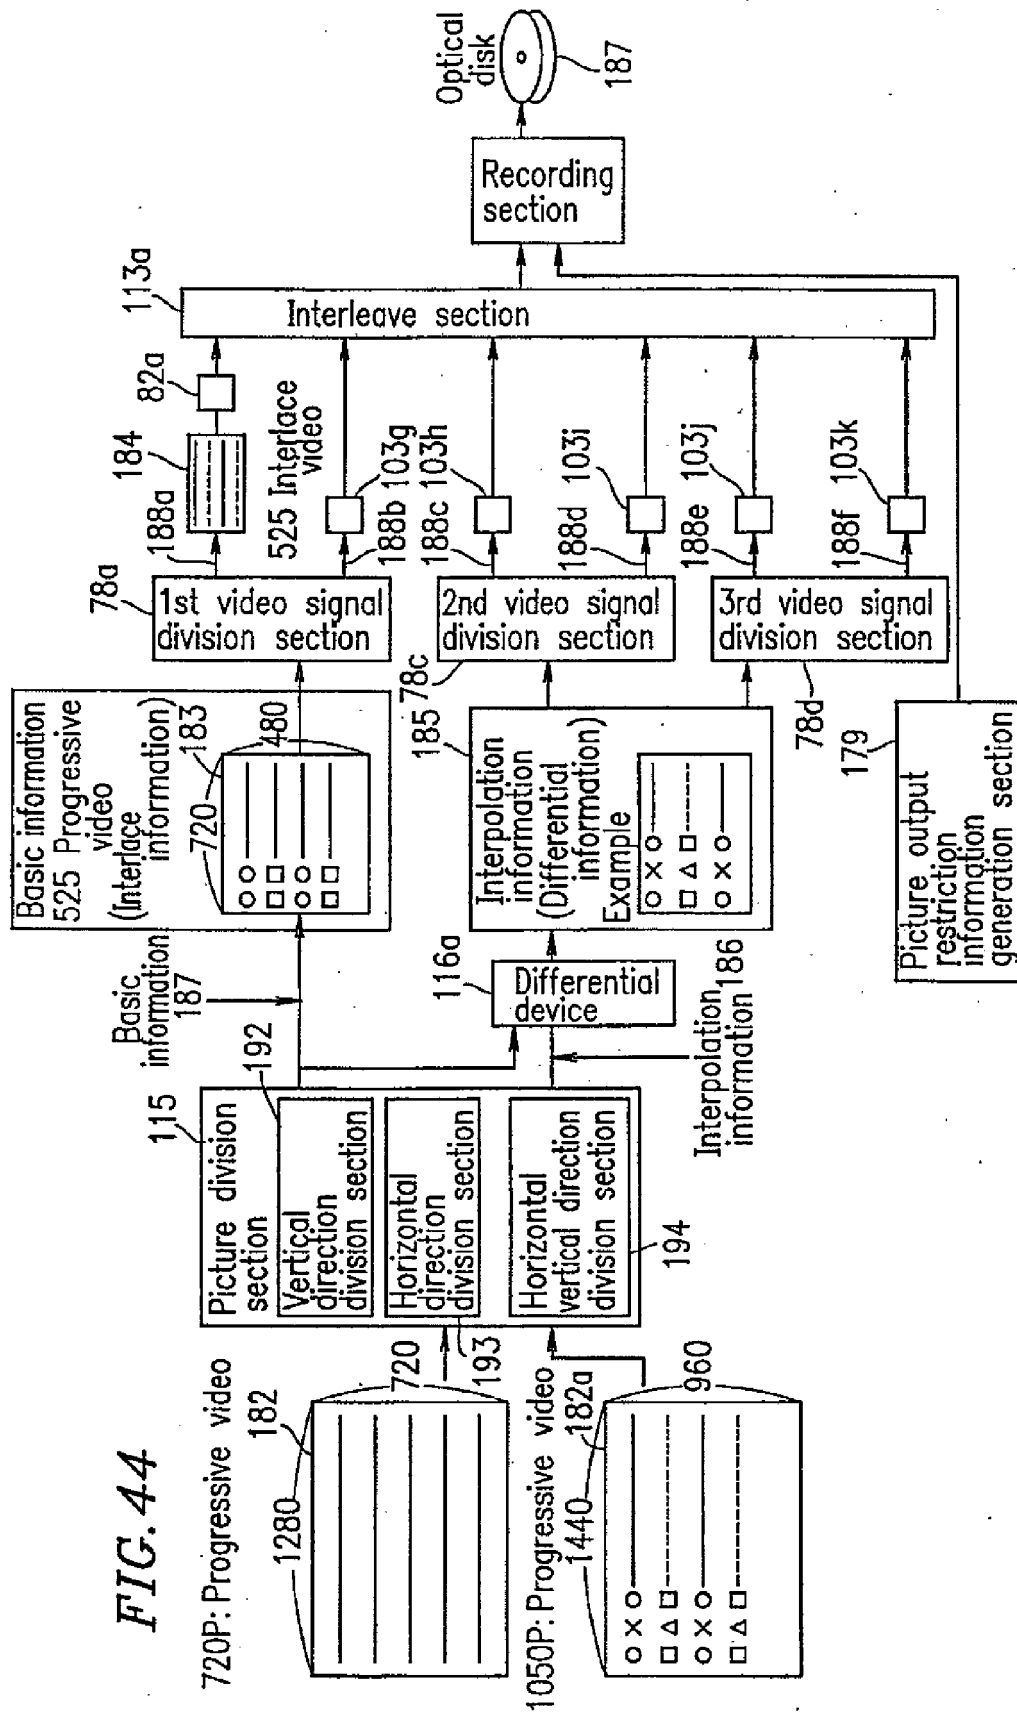 FIG. 44
720P: Progressive video
182
1280
720
1050P: Progressive video
182a
1440
960
115
Picture division
section
192
Vertical
direction
division section
Horizontal
direction
division section
193
Horizontal
vertical direction
division section
194
Basic
information
187
116a
Differential
device
Interpolation
information
186
Basic information
525 Progressive
video
(Interlace
information)
183
720
480
185
Interpolation
information
(Differential
information)
Example
Picture output
restriction
information
generation section
179
78a
1st video signal
division section
2nd video signal
division section
78c
3rd video signal
division section
78d
188a
184
82a
525 Interlace
video
188b
103g
188c
103h
188d
103i
188e
103j
188f
103k
113a
Interleave section
Recording
section
Optical
disk
187